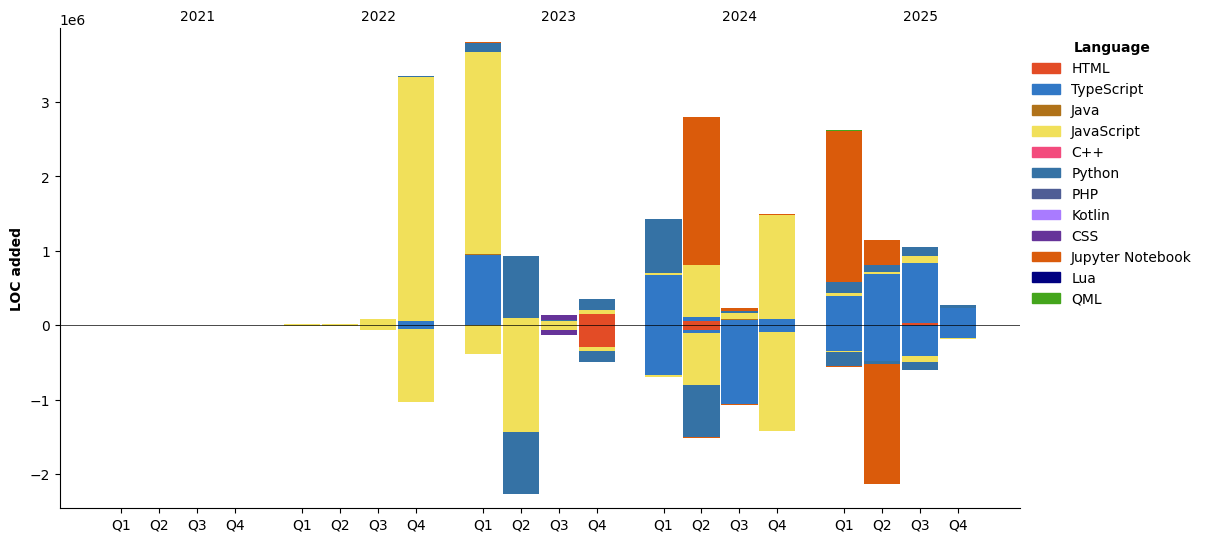 2021 2022 2023 2024 2025
1e6
LOC added
3
2
1
0
−1
−2
Q1 Q2 Q3 Q4 Q1 Q2 Q3 Q4 Q1 Q2 Q3 Q4 Q1 Q2 Q3 Q4 Q1 Q2 Q3 Q4
Language
HTML
TypeScript
Java
JavaScript
C++
Python
PHP
Kotlin
CSS
Jupyter Notebook
Lua
QML